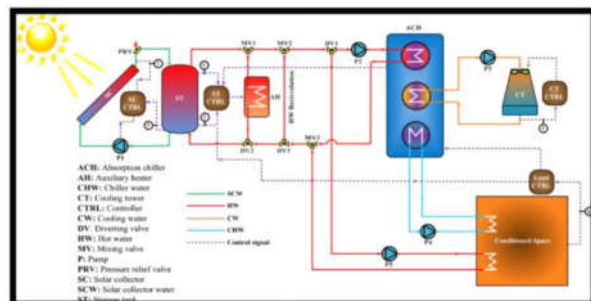 ACH
PRV
MV1
MV2
DV1
P2
P3
SC
SC
CTRL
ST
AH
CTRL
AH
HW Recirculation
CT
CT
CTRL
P1
DV2
DV3
MV3
Load
CTRL
P4
P5
Conditioned Space
ACH: Absorption chiller
AH: Auxiliary heater
CHW: Chiller water
CT: Cooling tower
CTRL: Controller
CW: Cooling water
DV: Diverting valve
HW: Hot water
MV: Mixing valve
P: Pump
PRV: Pressure relief valve
SC: Solar collector
SCW: Solar collector water
ST: Storage tank
SCW
HW
CW
CHW
Control signal